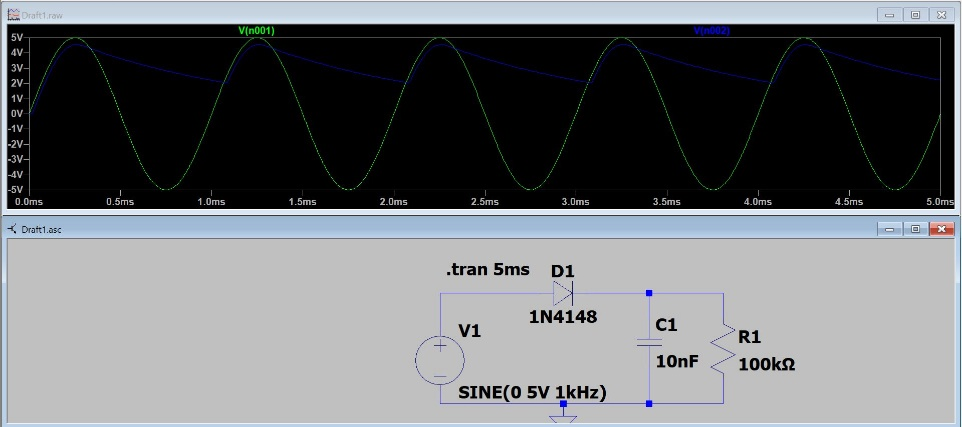 Draft1.raw
V(n001) V(n002)
5V
4V
3V
2V
1V
0V
-1V
-2V
-3V
-4V
-5V
0.0ms 0.5ms 1.0ms 1.5ms 2.0ms 2.5ms 3.0ms 3.5ms 4.0ms 4.5ms 5.0ms
Draft1.asc
.tran 5ms D1
1N4148
V1
C1
R1
10nF
100kΩ
SINE(0 5V 1kHz)